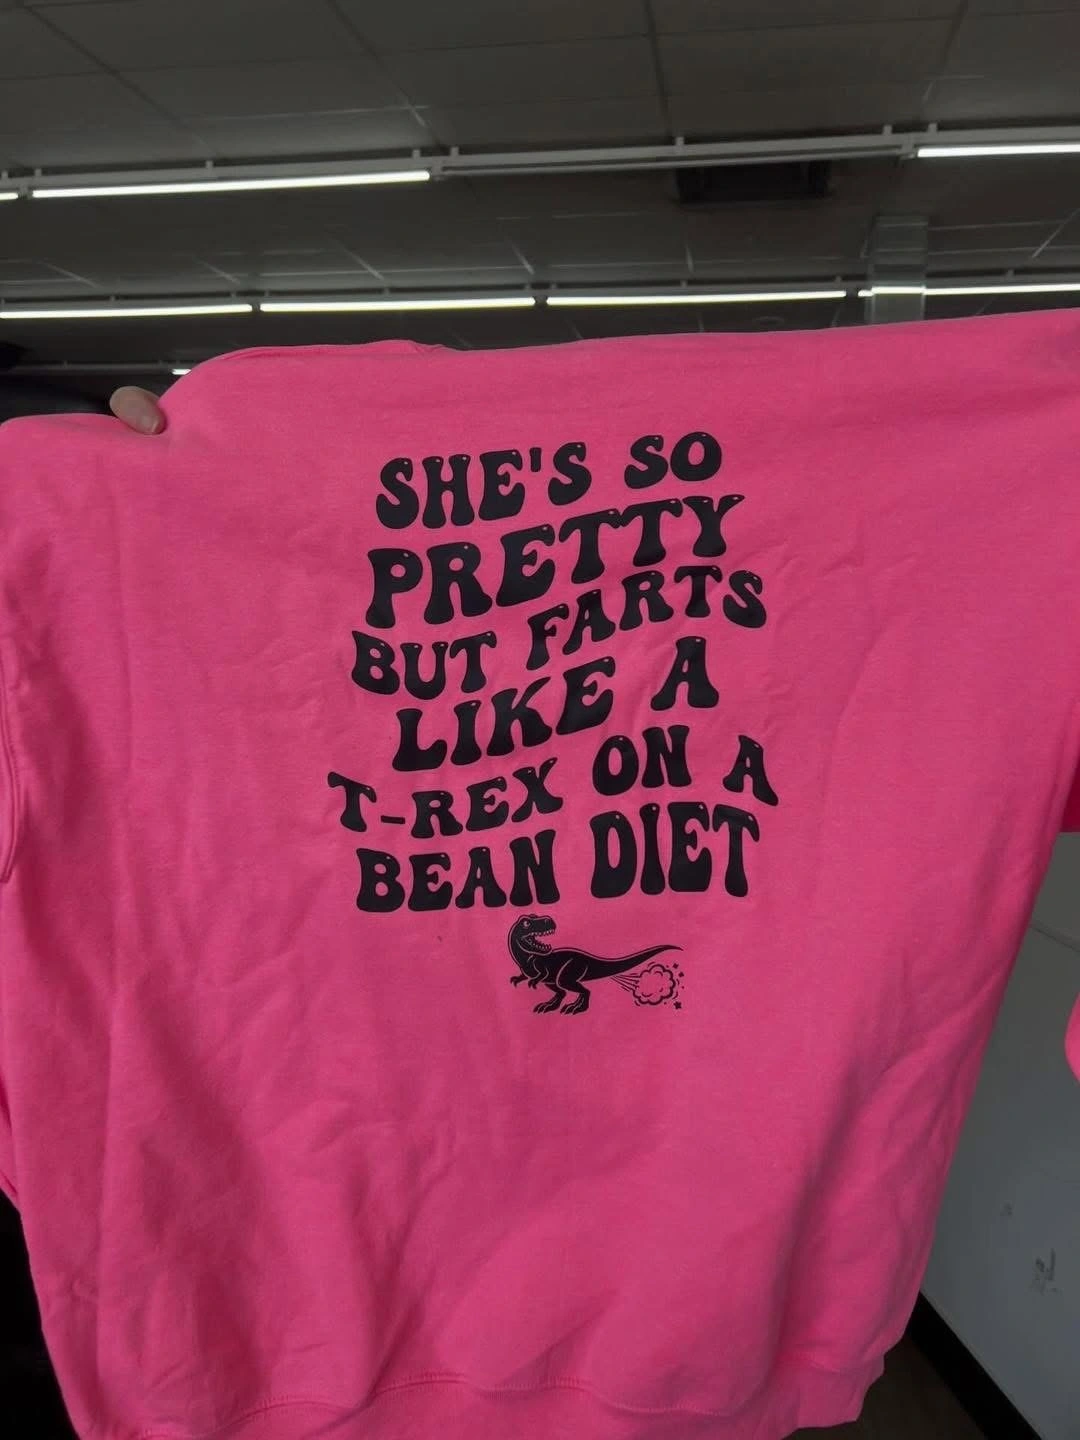 SHE'S SO
PRETTY
BUT FARTS
LIKE A
T-REX ON A
BEAN DIET